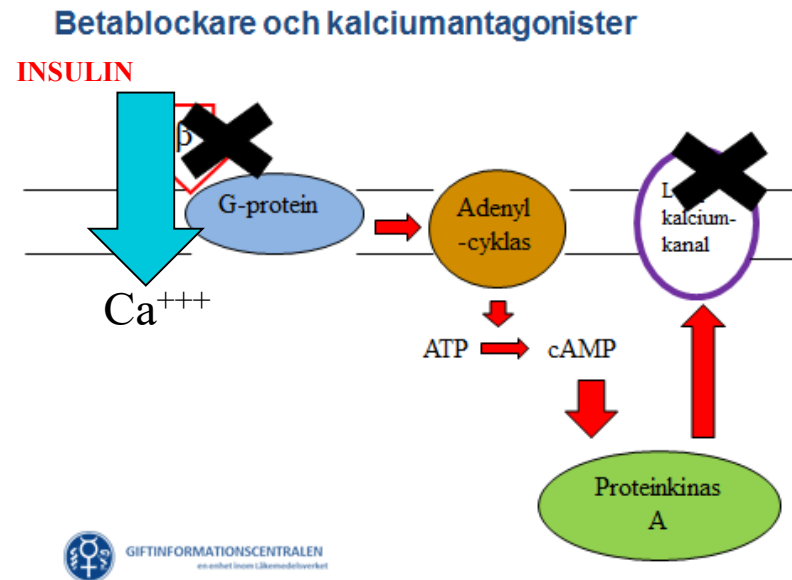 Betablockare och kalciumantagonister
INSULIN
β
G-protein
Adenyl
-cyklas
kalcium-
kanal
Ca⁺⁺⁺
ATP
cAMP
Proteinkinas
A
GIFTINFORMATIONSCENTRALEN
en enhet inom Läkemedelsverket